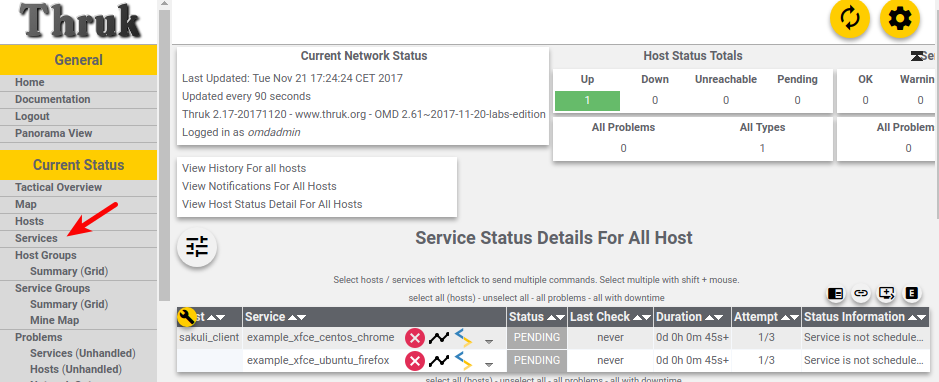 Thruk
General
Home
Documentation
Logout
Panorama View
Current Status
Tactical Overview
Map
Hosts
Services
Host Groups
Summary (Grid)
Service Groups
Summary (Grid)
Mine Map
Problems
Services (Unhandled)
Hosts (Unhandled)
Current Network Status
Last Updated: Tue Nov 21 17:24:24 CET 2017
Updated every 90 seconds
Thruk 2.17-20171120 - www.thruk.org - OMD 2.61~2017-11-20-labs-edition
Logged in as omdadmin
View History For all hosts
View Notifications For All Hosts
View Host Status Detail For All Hosts
Host Status Totals
Up Down Unreachable Pending
1 0 0 0
All Problems All Types
0 1
Se
OK Warnin
0 0
All Problem
0
Service Status Details For All Host
Select hosts / services with leftclick to send multiple commands. Select multiple with shift + mouse.
select all (hosts) - unselect all - all problems - all with downtime
E
st Service Status Last Check Duration Attempt Status Information
sakuli_client example_xfce_centos_chrome PENDING never 0d 0h 0m 45s+ 1/3 Service is not schedule...
example_xfce_ubuntu_firefox PENDING never 0d 0h 0m 45s+ 1/3 Service is not schedule...
select all (hosts) - unselect all - all problems - all with downtime